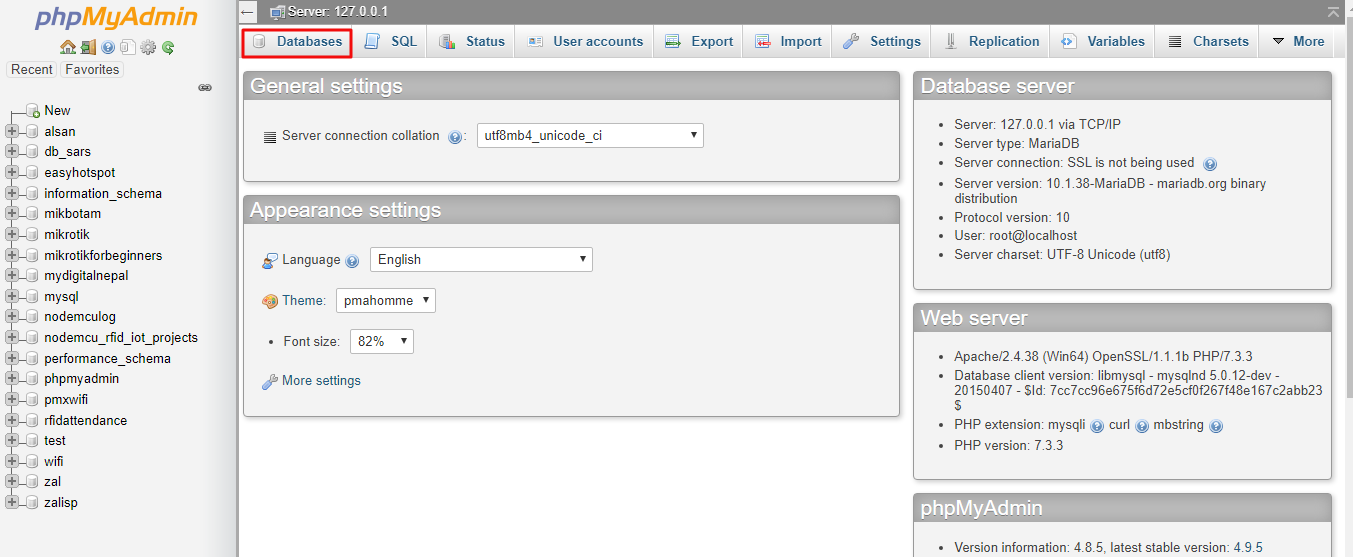 phpMyAdmin
Recent Favorites
New
alsan
db_sars
easyhotspot
information_schema
mikbotam
mikrotik
mikrotikforbeginners
mydigitalnepal
mysql
nodemculog
nodemcu_rfid_iot_projects
performance_schema
phpmyadmin
pmxwifi
rfidattendance
test
wifi
zal
zalisp
Server: 127.0.0.1
Databases SQL Status User accounts Export Import Settings Replication Variables Charsets More
General settings
Server connection collation : utf8mb4_unicode_ci
Appearance settings
Language English
Theme: pmahomme
• Font size: 82%
More settings
Database server
• Server: 127.0.0.1 via TCP/IP
• Server type: MariaDB
• Server connection: SSL is not being used
• Server version: 10.1.38-MariaDB - mariadb.org binary
distribution
• Protocol version: 10
• User: root@localhost
• Server charset: UTF-8 Unicode (utf8)
Web server
• Apache/2.4.38 (Win64) OpenSSL/1.1.1b PHP/7.3.3
• Database client version: libmysql - mysqlnd 5.0.12-dev -
20150407 - $Id: 7cc7cc96e675f6d72e5cf0f267f48e167c2abb23
$
• PHP extension: mysqli curl mbstring
• PHP version: 7.3.3
phpMyAdmin
• Version information: 4.8.5, latest stable version: 4.9.5